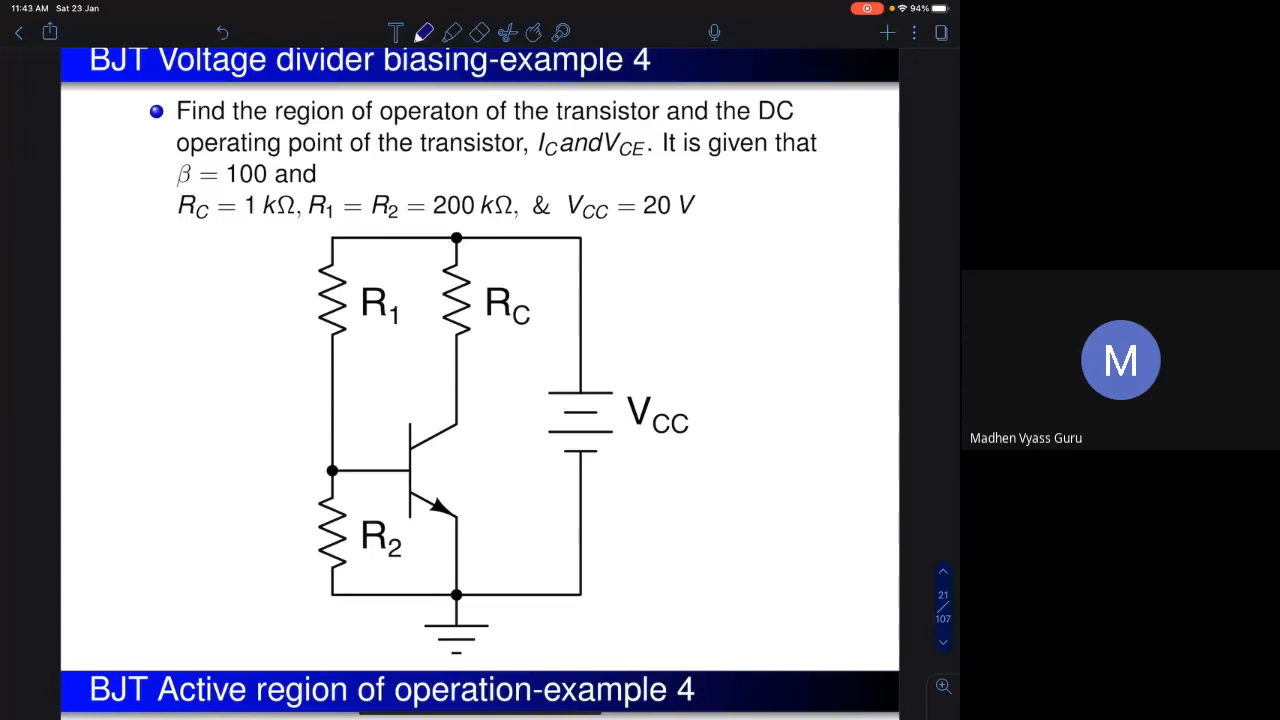 11:43 AM Sat 23 Jan
94%
BJT Voltage divider biasing-example 4
Find the region of operaton of the transistor and the DC
operating point of the transistor, I_C and V_CE. It is given that
β = 100 and
R_C = 1 kΩ, R_1 = R_2 = 200 kΩ, & V_CC = 20 V
R_1
R_C
V_CC
R_2
M
Madhen Vyass Guru
21
107
BJT Active region of operation-example 4